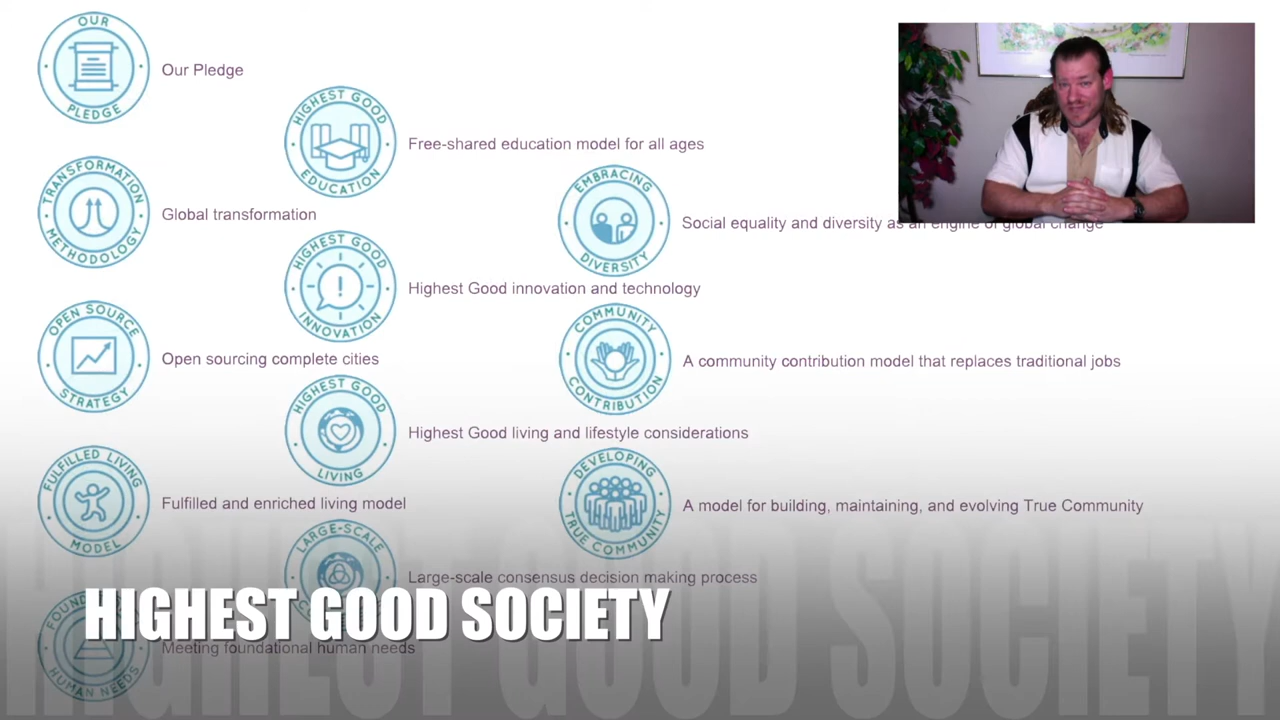 OUR
PLEDGE
Our Pledge
HIGHEST GOOD
EDUCATION
Free-shared education model for all ages
TRANSFORMATION
METHODOLOGY
Global transformation
EMBRACING
DIVERSITY
Social equality and diversity as an engine of global change
HIGHEST GOOD
INNOVATION
Highest Good innovation and technology
OPEN SOURCE
STRATEGY
Open sourcing complete cities
COMMUNITY
CONTRIBUTION
A community contribution model that replaces traditional jobs
HIGHEST GOOD
LIVING
Highest Good living and lifestyle considerations
FULFILLED LIVING
MODEL
Fulfilled and enriched living model
DEVELOPING
TRUE COMMUNITY
A model for building, maintaining, and evolving True Community
LARGE-SCALE
Large-scale consensus decision making process
HIGHEST GOOD SOCIETY
HUMAN NEEDS
Meeting foundational human needs
HIGHEST GOOD SOCIETY